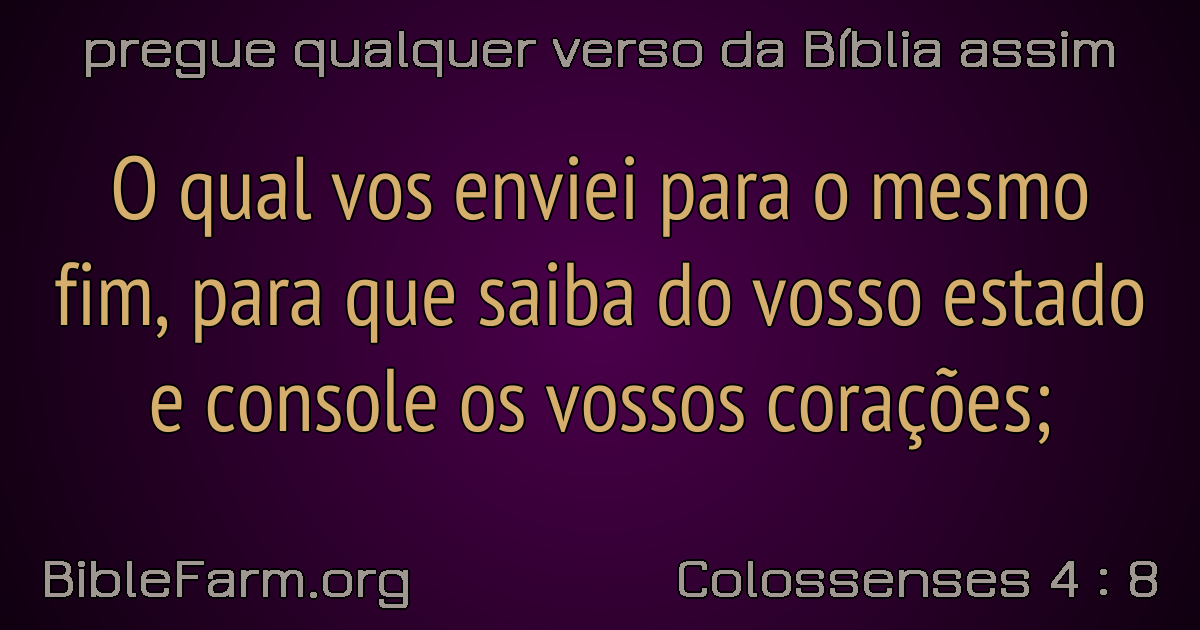 pregue qualquer verso da Bíblia assim
O qual vos enviei para o mesmo
fim, para que saiba do vosso estado
e console os vossos corações;
BibleFarm.org
Colossenses 4 : 8